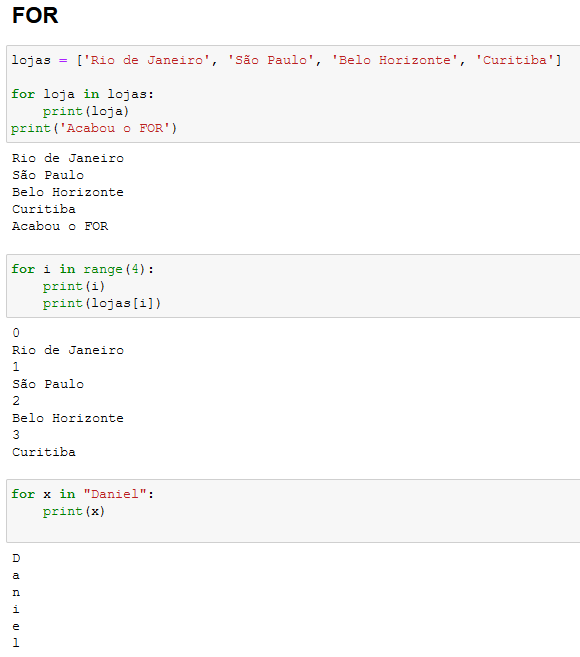 FOR
lojas = ['Rio de Janeiro', 'São Paulo', 'Belo Horizonte', 'Curitiba']
for loja in lojas:
    print(loja)
print('Acabou o FOR')
Rio de Janeiro
São Paulo
Belo Horizonte
Curitiba
Acabou o FOR
for i in range(4):
    print(i)
    print(lojas[i])
0
Rio de Janeiro
1
São Paulo
2
Belo Horizonte
3
Curitiba
for x in "Daniel":
    print(x)
D
a
n
i
e
l